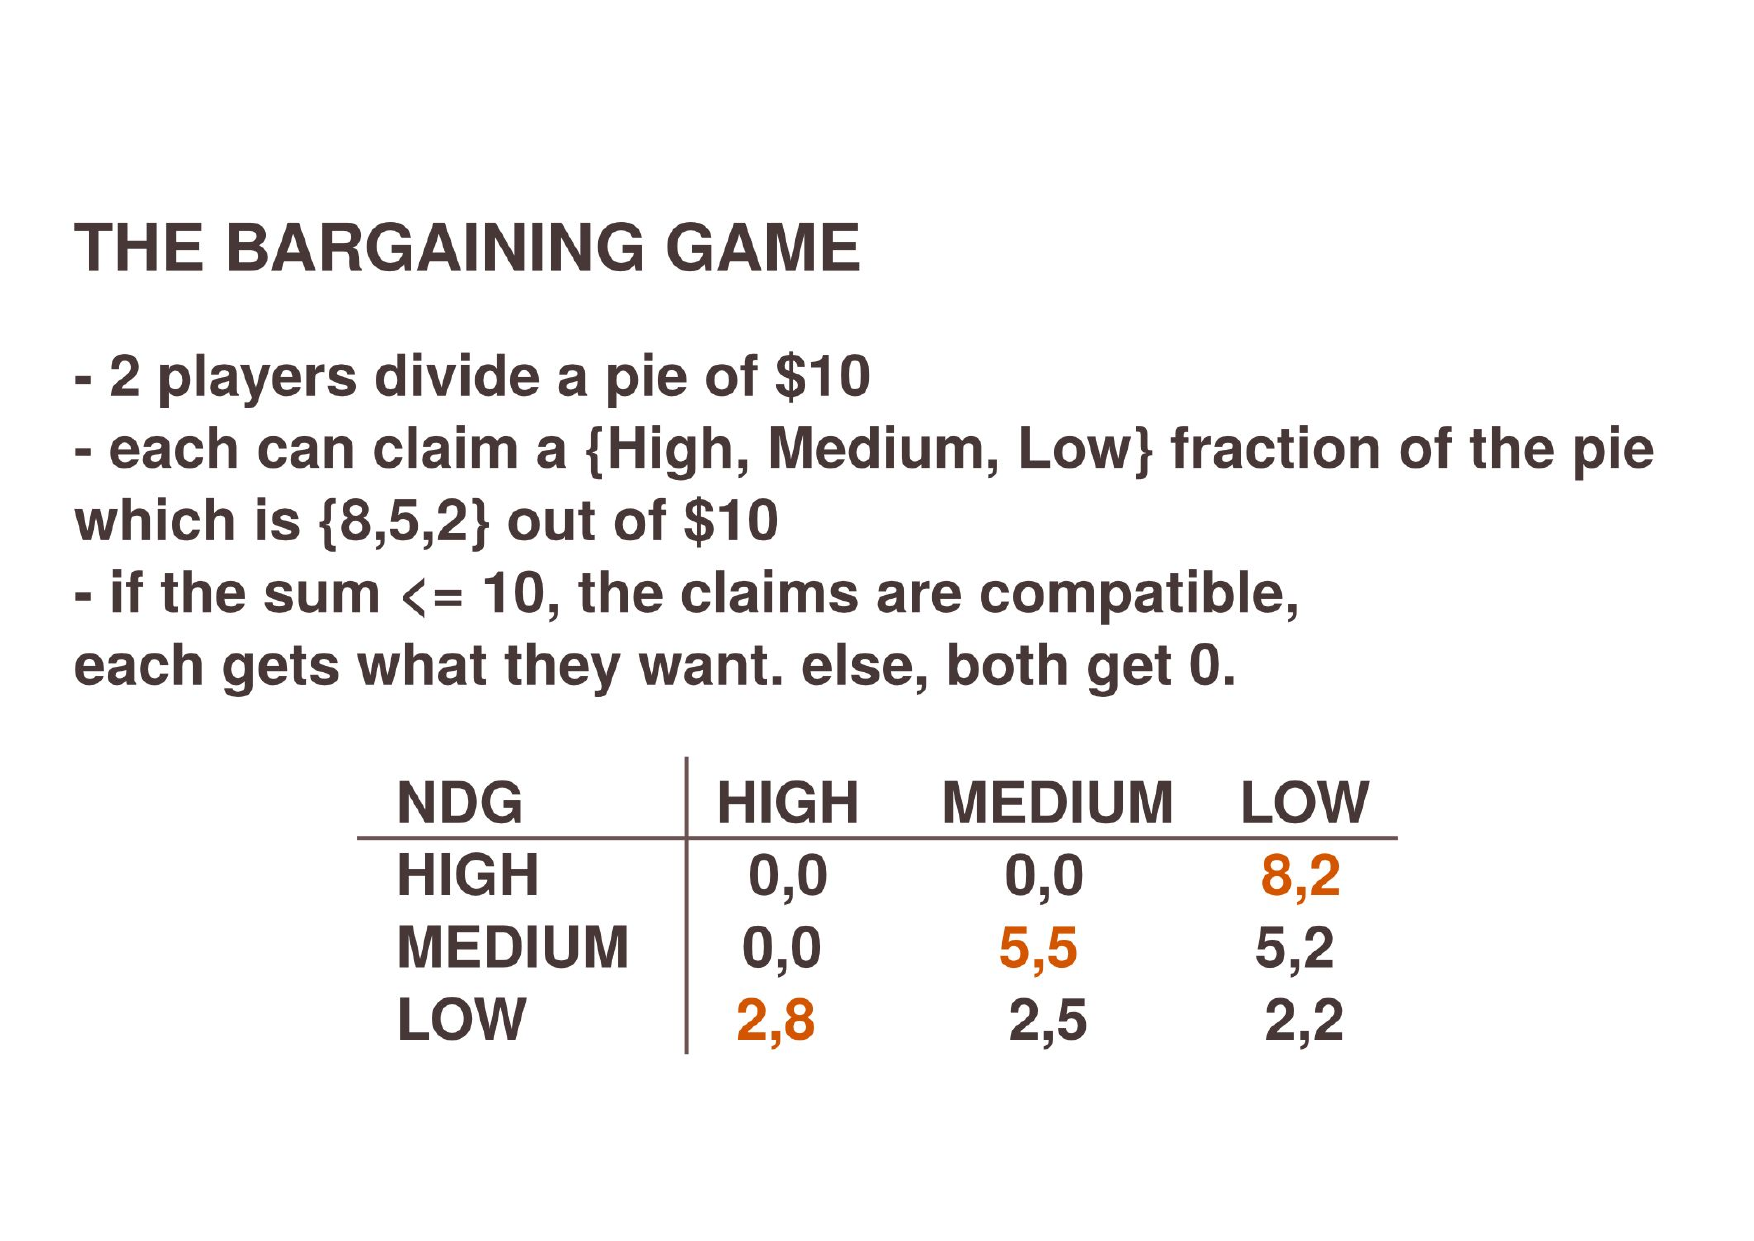 THE BARGAINING GAME
- 2 players divide a pie of $10
- each can claim a {High, Medium, Low} fraction of the pie
which is {8,5,2} out of $10
- if the sum <= 10, the claims are compatible,
each gets what they want. else, both get 0.
NDG HIGH MEDIUM LOW
HIGH 0,0 0,0 8,2
MEDIUM 0,0 5,5 5,2
LOW 2,8 2,5 2,2